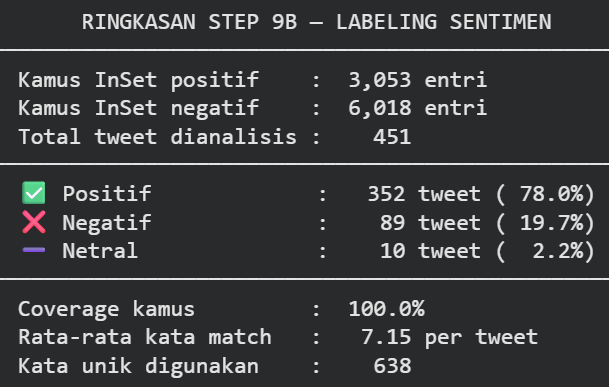 RINGKASAN STEP 9B — LABELING SENTIMEN
Kamus InSet positif : 3,053 entri
Kamus InSet negatif : 6,018 entri
Total tweet dianalisis : 451
✅ Positif : 352 tweet ( 78.0%)
❌ Negatif : 89 tweet ( 19.7%)
➖ Netral : 10 tweet ( 2.2%)
Coverage kamus : 100.0%
Rata-rata kata match : 7.15 per tweet
Kata unik digunakan : 638